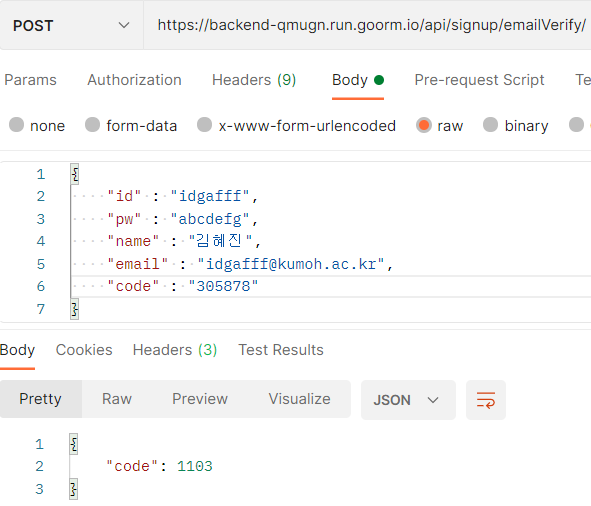 POST https://backend-qmugn.run.goorm.io/api/signup/emailVerify/
Params Authorization Headers (9) Body Pre-request Script Te
none form-data x-www-form-urlencoded raw binary
1 {
2 "id" : "idgafff",
3 "pw" : "abcdefg",
4 "name" : "김혜진",
5 "email" : "idgafff@kumoh.ac.kr",
6 "code" : "305878"
7 }
Body Cookies Headers (3) Test Results
Pretty Raw Preview Visualize JSON
1 {
2 "code": 1103
3 }